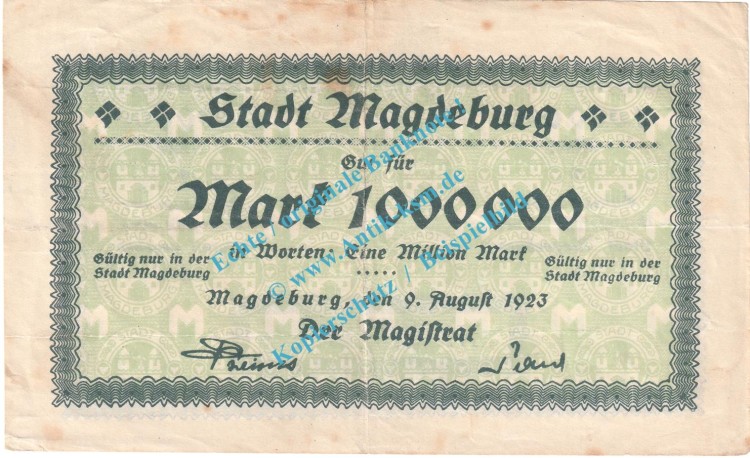 Stadt Magdeburg
Gut für
Mark 1000000
in Worten: Eine Million Mark
Gültig nur in der
Stadt Magdeburg
Gültig nur in der
Stadt Magdeburg
Magdeburg, den 9. August 1923
Der Magistrat
Echte / originale Banknote!
© www.Antik-ksm.de
Kopierschutz / Beispielbild